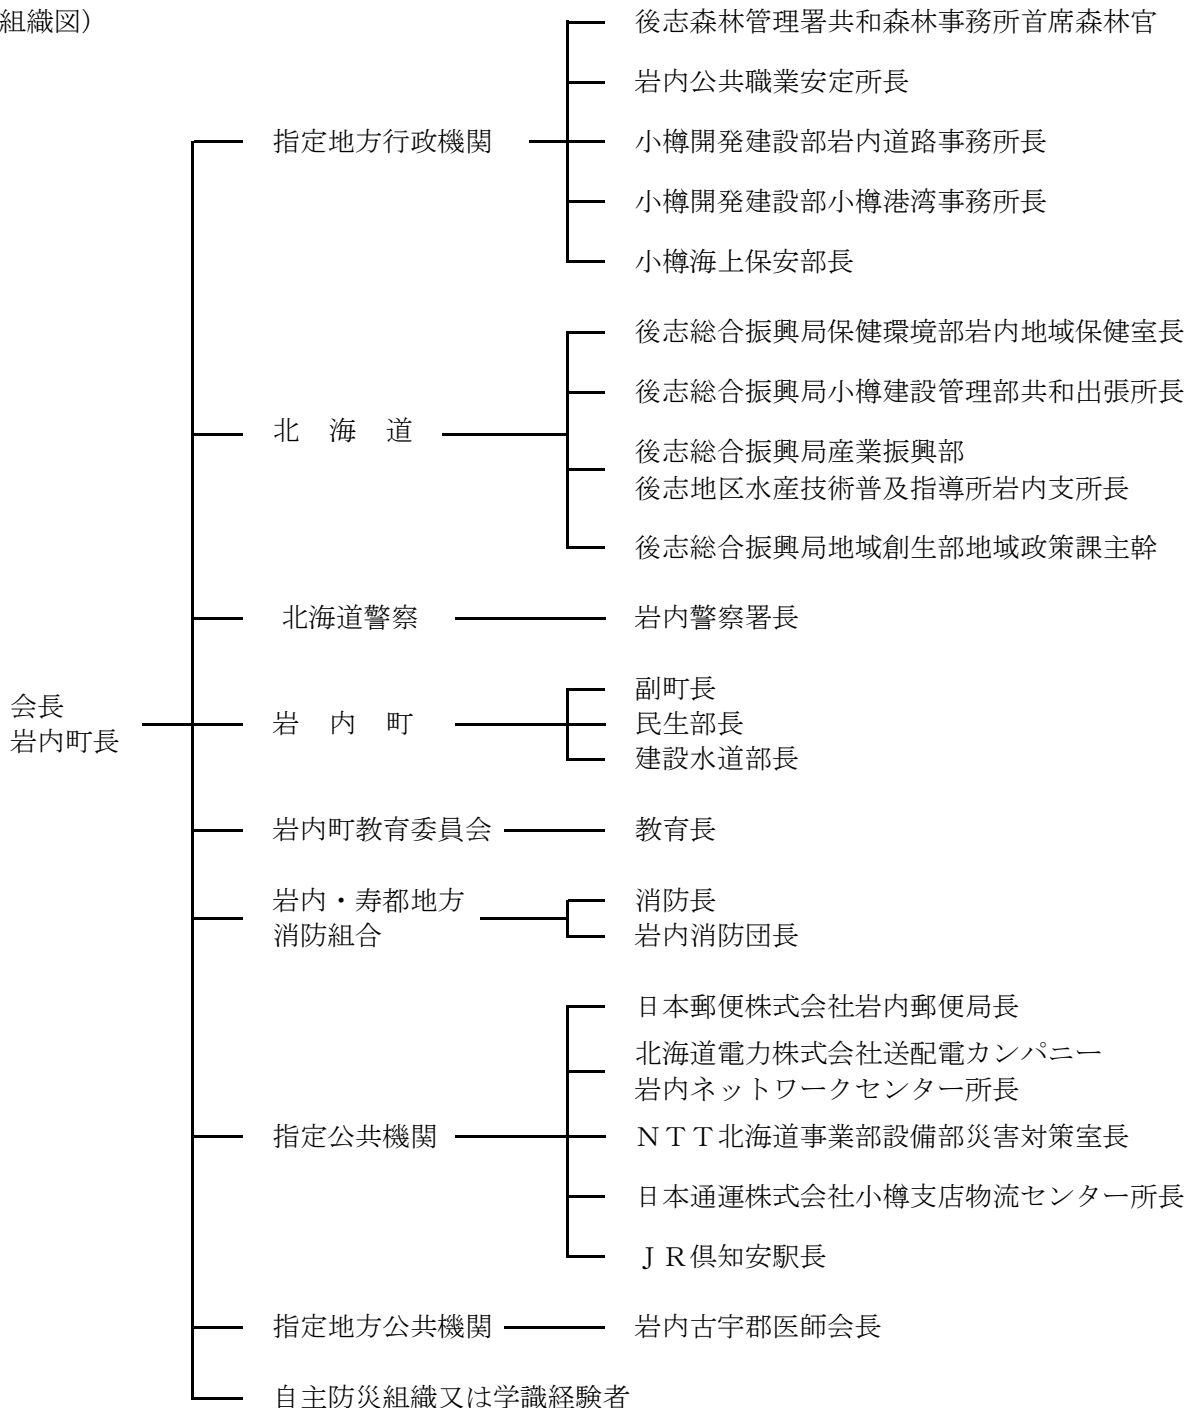 組織図）
会長
岩内町長
指定地方行政機関
後志森林管理署共和森林事務所首席森林官
岩内公共職業安定所長
小樽開発建設部岩内道路事務所長
小樽開発建設部小樽港湾事務所長
小樽海上保安部長
北　海　道
後志総合振興局保健環境部岩内地域保健室長
後志総合振興局小樽建設管理部共和出張所長
後志総合振興局産業振興部
後志地区水産技術普及指導所岩内支所長
後志総合振興局地域創生部地域政策課主幹
北海道警察
岩内警察署長
岩　内　町
副町長
民生部長
建設水道部長
岩内町教育委員会
教育長
岩内・寿都地方
消防組合
消防長
岩内消防団長
指定公共機関
日本郵便株式会社岩内郵便局長
北海道電力株式会社送配電カンパニー
岩内ネットワークセンター所長
ＮＴＴ北海道事業部設備部災害対策室長
日本通運株式会社小樽支店物流センター所長
ＪＲ倶知安駅長
指定地方公共機関
岩内古宇郡医師会長
自主防災組織又は学識経験者